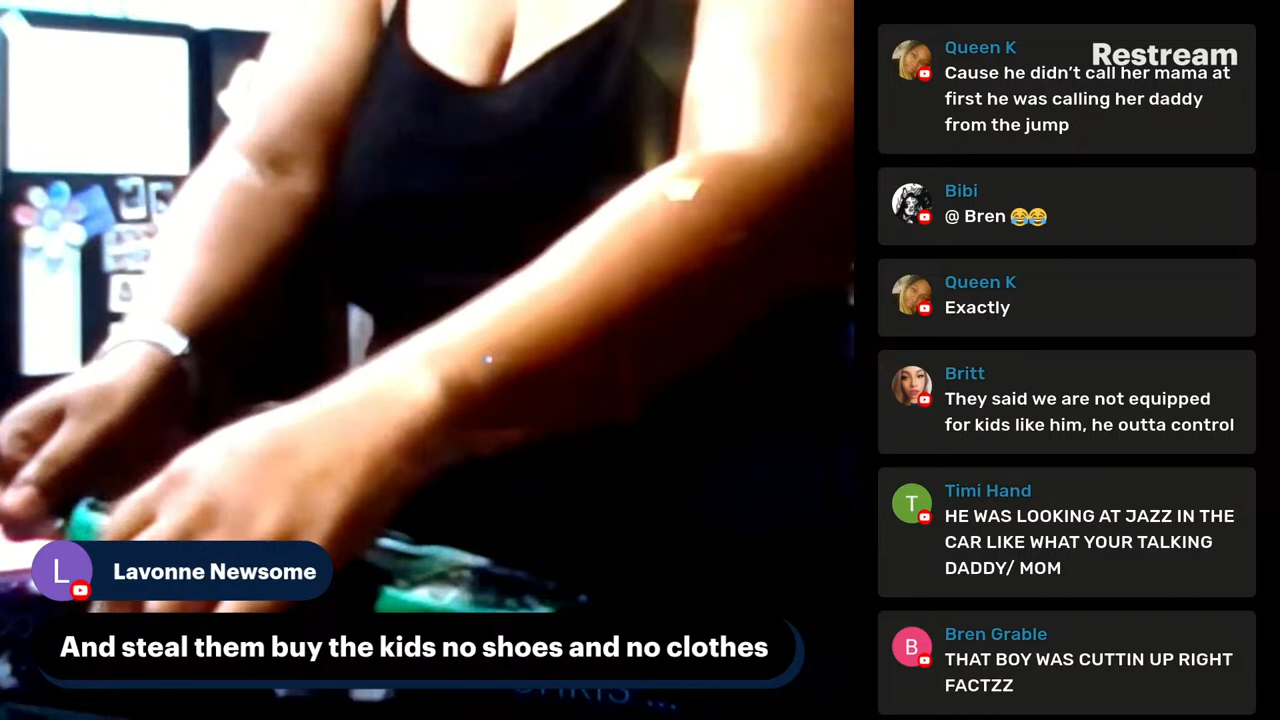 Restream
Queen K
Cause he didn't call her mama at
first he was calling her daddy
from the jump
Bibi
@ Bren 😂😂
Queen K
Exactly
Britt
They said we are not equipped
for kids like him, he outta control
Timi Hand
T
HE WAS LOOKING AT JAZZ IN THE
CAR LIKE WHAT YOUR TALKING
DADDY/ MOM
Bren Grable
B
THAT BOY WAS CUTTIN UP RIGHT
FACTZZ
L
Lavonne Newsome
And steal them buy the kids no shoes and no clothes